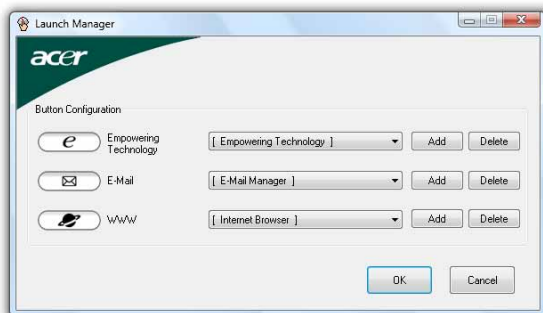 Launch Manager
acer
Button Configuration
Empowering
Technology
[ Empowering Technology ]
Add
Delete
E-Mail
[ E-Mail Manager ]
Add
Delete
WWW
[ Internet Browser ]
Add
Delete
OK
Cancel